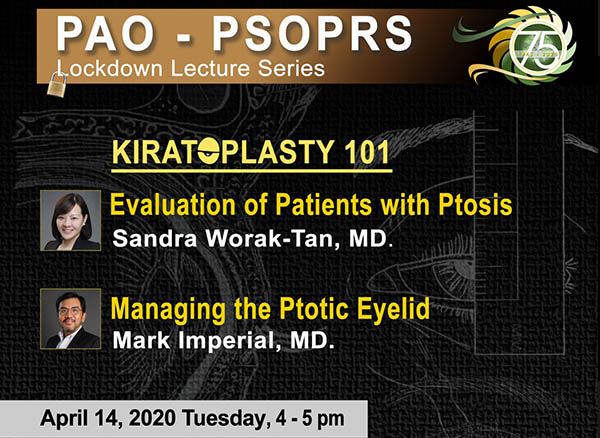 PAO - PSOPRS
Lockdown Lecture Series
75
KIRATOPLASTY 101
Evaluation of Patients with Ptosis
Sandra Worak-Tan, MD.
Managing the Ptotic Eyelid
Mark Imperial, MD.
April 14, 2020 Tuesday, 4 - 5 pm